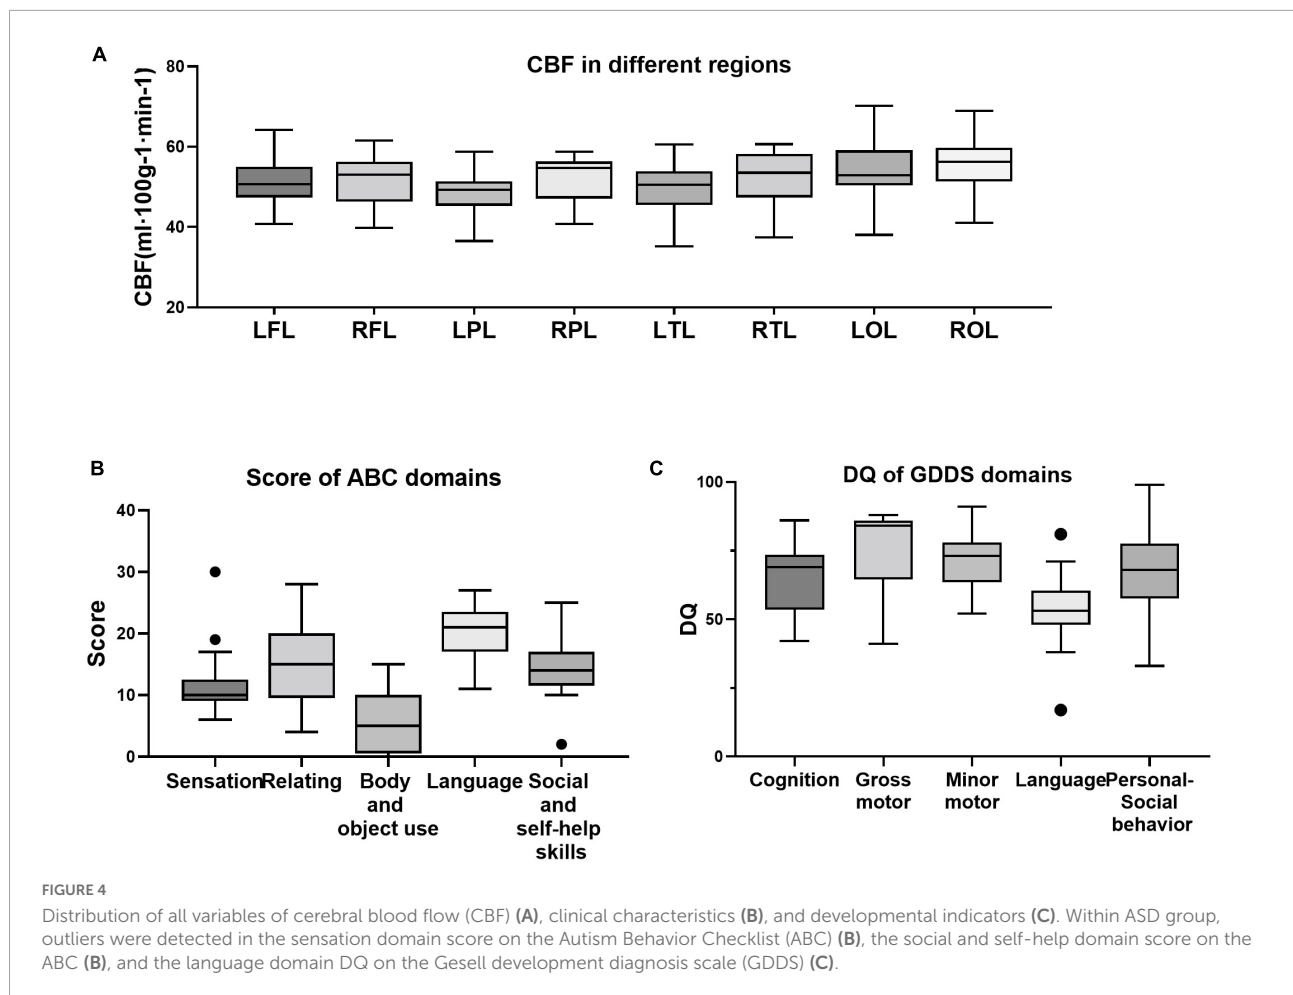 A
CBF in different regions
CBF(ml·100g-1·min-1)
80
60
40
20
LFL RFL LPL RPL LTL RTL LOL ROL
B
Score of ABC domains
Score
40
30
20
10
0
Sensation Relating Body Language Social
and and
object use self-help
skills
C
DQ of GDDS domains
DQ
100
50
0
Cognition Gross Minor Language Personal-
motor motor Social
behavior
FIGURE 4
Distribution of all variables of cerebral blood flow (CBF) (A), clinical characteristics (B), and developmental indicators (C). Within ASD group,
outliers were detected in the sensation domain score on the Autism Behavior Checklist (ABC) (B), the social and self-help domain score on the
ABC (B), and the language domain DQ on the Gesell development diagnosis scale (GDDS) (C).